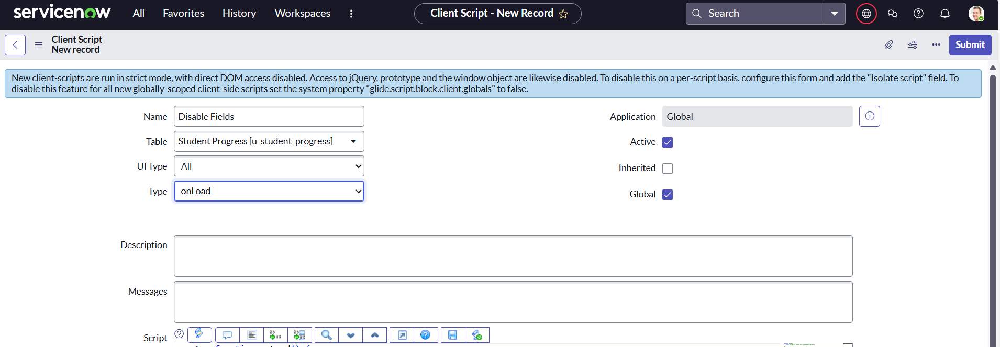 servicenow
All
Favorites
History
Workspaces
Client Script - New Record
Search
Client Script
New record
Submit
New client-scripts are run in strict mode, with direct DOM access disabled. Access to jQuery, prototype and the window object are likewise disabled. To disable this on a per-script basis, configure this form and add the "Isolate script" field. To
disable this feature for all new globally-scoped client-side scripts set the system property "glide.script.block.client.globals" to false.
Name
Disable Fields
Application
Global
Table
Student Progress [u_student_progress]
Active
UI Type
All
Inherited
Type
onLoad
Global
Description
Messages
Script